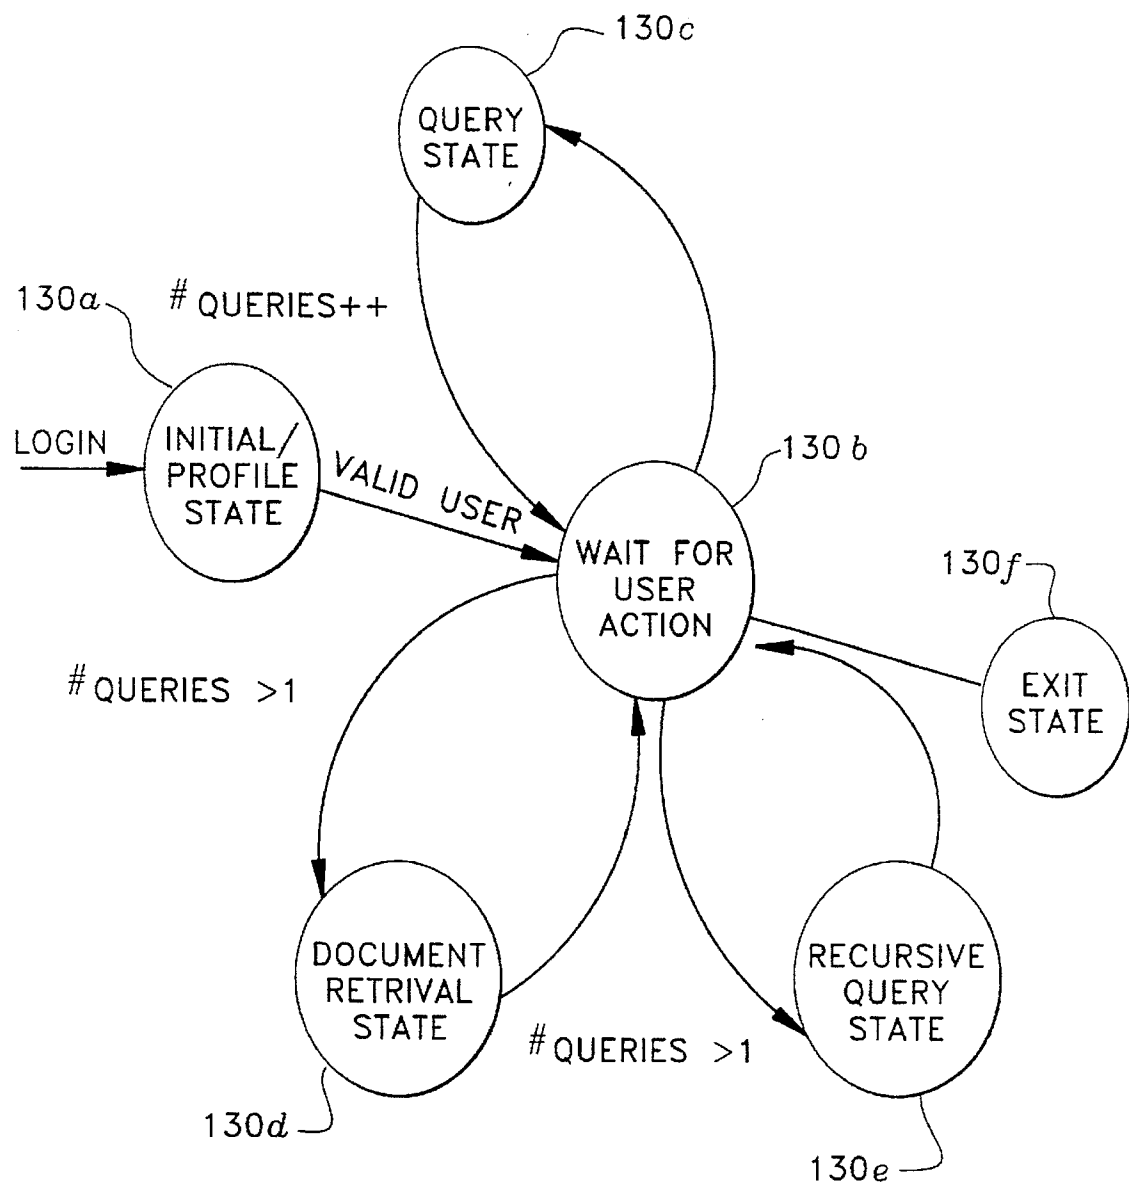 130c
QUERY
STATE
130a
# QUERIES++
LOGIN
INITIAL/
PROFILE
STATE
VALID USER
130b
WAIT FOR
USER
ACTION
130f
EXIT
STATE
# QUERIES >1
DOCUMENT
RETRIVAL
STATE
RECURSIVE
QUERY
STATE
# QUERIES >1
130d
130e